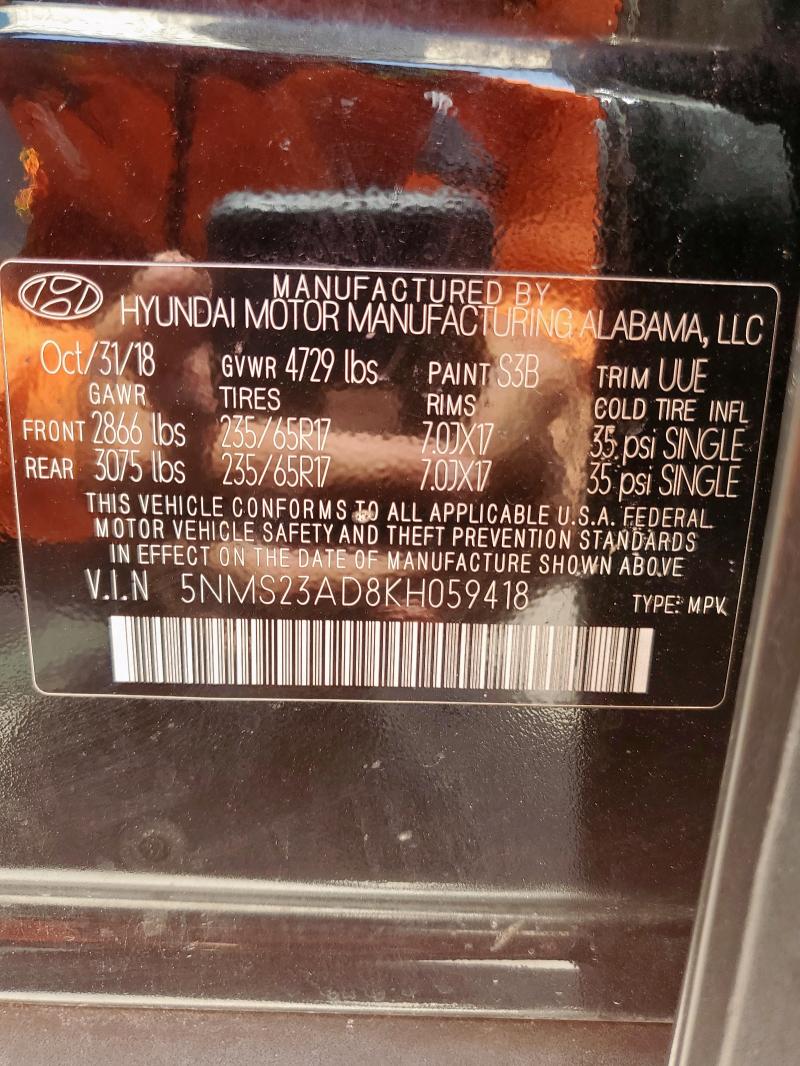 MANUFACTURED BY
HYUNDAI MOTOR MANUFACTURING ALABAMA, LLC
Oct/31/18 GVWR 4729 lbs PAINT S3B TRIM UUE
GAWR TIRES RIMS COLD TIRE INFL
FRONT 2866 lbs 235/65R17 7.0JX17 35 psi SINGLE
REAR 3075 lbs 235/65R17 7.0JX17 35 psi SINGLE
THIS VEHICLE CONFORMS TO ALL APPLICABLE U.S.A. FEDERAL
MOTOR VEHICLE SAFETY AND THEFT PREVENTION STANDARDS
IN EFFECT ON THE DATE OF MANUFACTURE SHOWN ABOVE
V.I.N 5NMS23AD8KH059418 TYPE: MPV